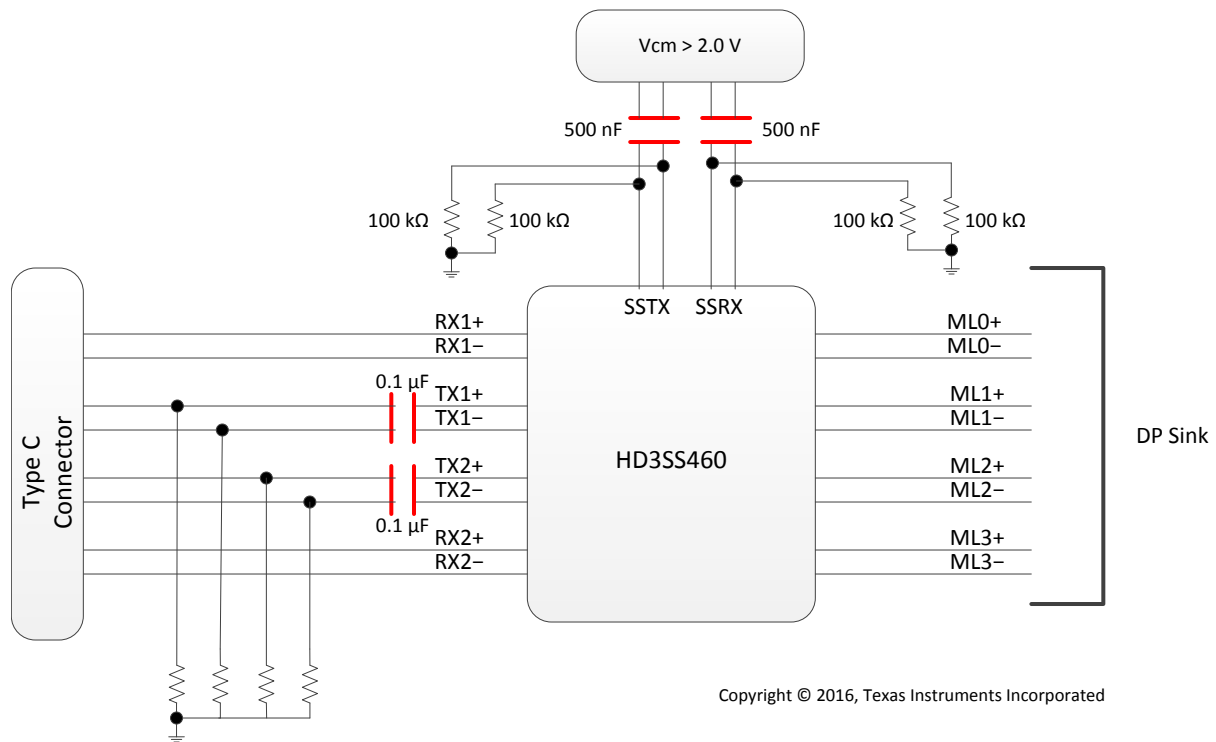 Vcm > 2.0 V
500 nF
500 nF
100 kΩ
100 kΩ
100 kΩ
100 kΩ
SSTX
SSRX
Type C
Connector
RX1+
RX1−
0.1 µF
TX1+
TX1−
TX2+
TX2−
0.1 µF
RX2+
RX2−
HD3SS460
ML0+
ML0−
ML1+
ML1−
ML2+
ML2−
ML3+
ML3−
DP Sink
Copyright © 2016, Texas Instruments Incorporated